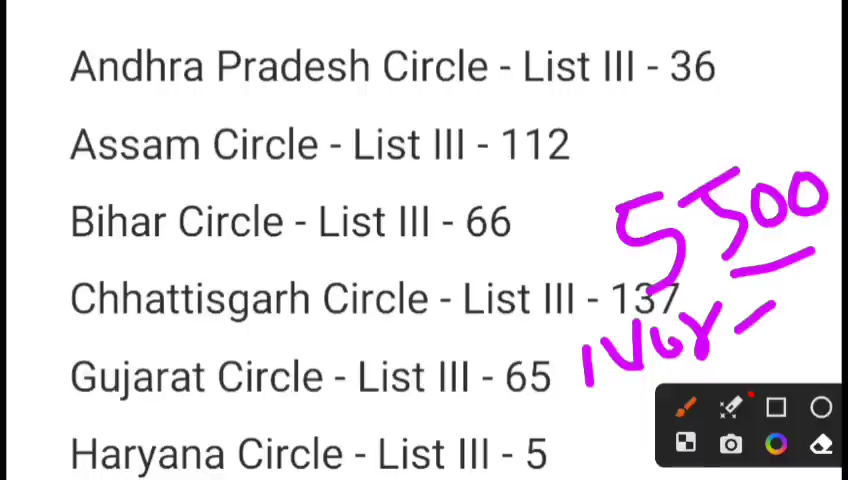 Andhra Pradesh Circle - List III - 36
Assam Circle - List III - 112
Bihar Circle - List III - 66
5500
Chhattisgarh Circle - List III - 137
Gujarat Circle - List III - 65
Haryana Circle - List III - 5